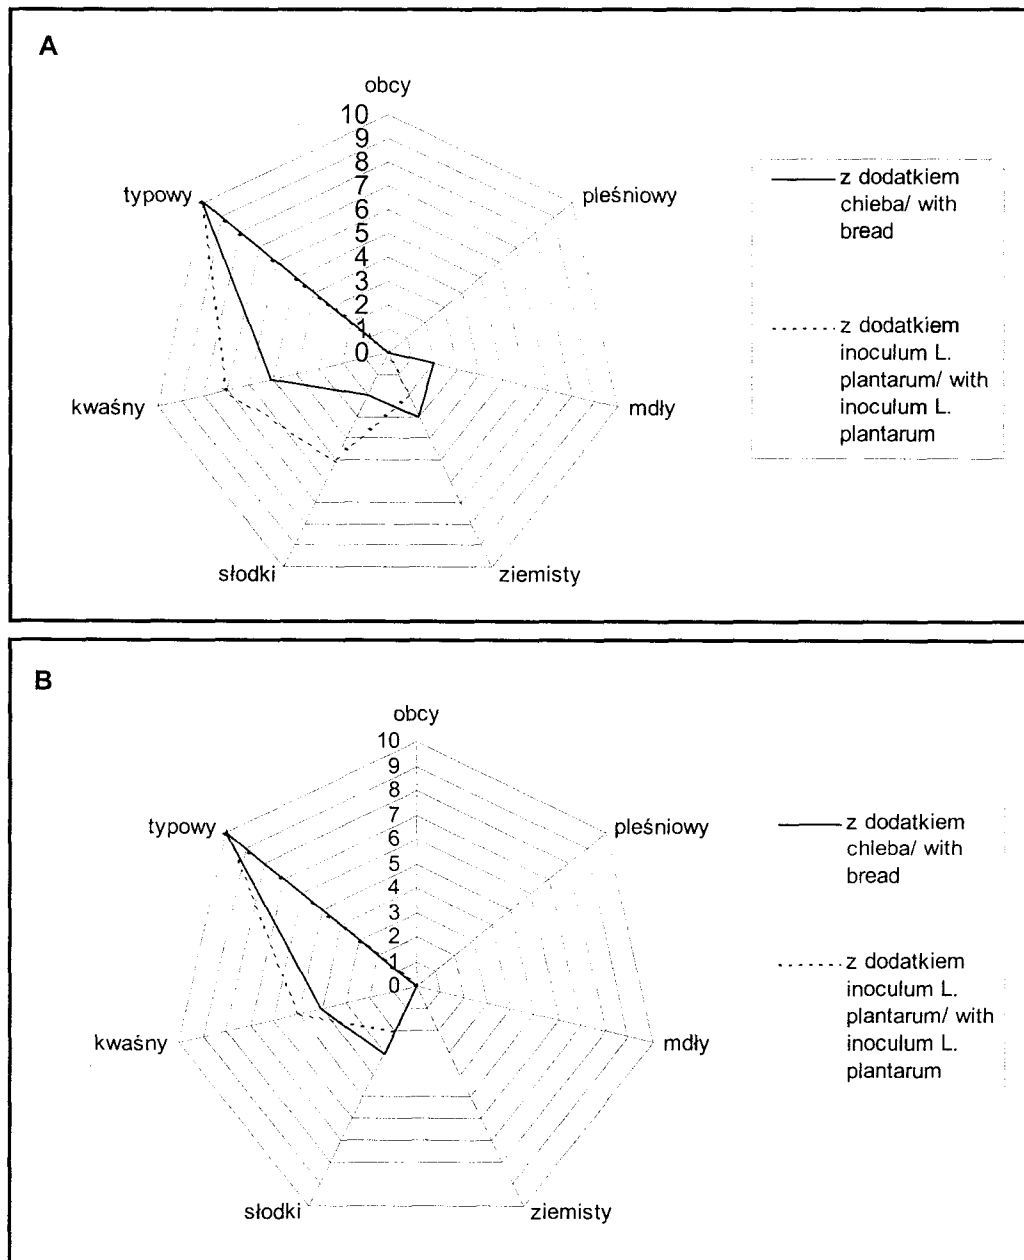 A
obcy
10
9
8
7
6
5
4
3
2
1
0
typowy
pleśniowy
kwaśny
mdły
słodki
ziemisty
z dodatkiem
chieba/ with
bread
z dodatkiem
inoculum L.
plantarum/ with
inoculum L.
plantarum
B
obcy
10
9
8
7
6
5
4
3
2
1
0
typowy
pleśniowy
kwaśny
mdły
słodki
ziemisty
z dodatkiem
chleba/ with
bread
z dodatkiem
inoculum L.
plantarum/ with
inoculum L.
plantarum